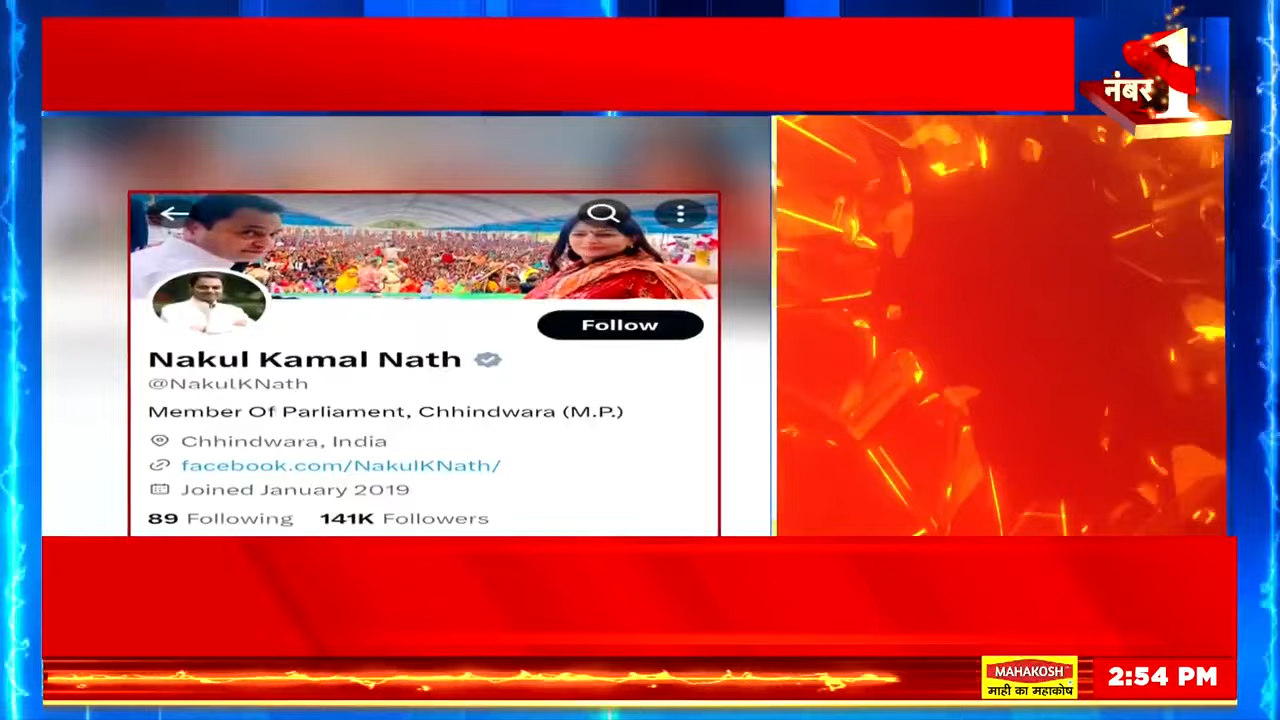 नंबर
1
Follow
Nakul Kamal Nath
@NakulKNath
Member Of Parliament, Chhindwara (M.P.)
Chhindwara, India
facebook.com/NakulKNath/
Joined January 2019
89 Following 141K Followers
MAHAKOSH
माही का महाकोष
2:54 PM